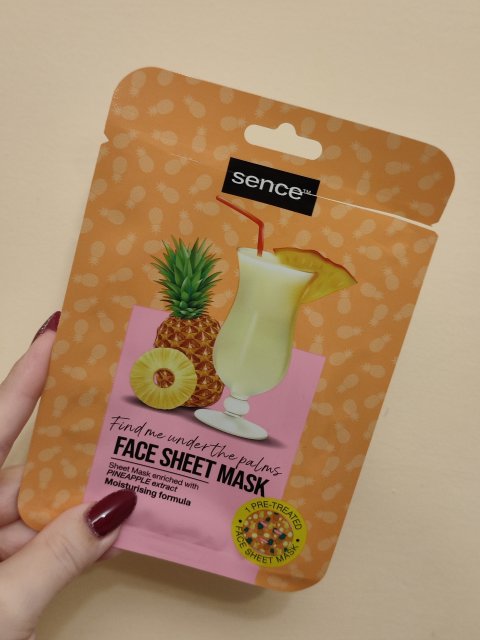 sence™
Find me under the palms
FACE SHEET MASK
Sheet Mask enriched with
PINEAPPLE extract
Moisturising formula
• 1 PRE-TREATED •
FACE SHEET MASK